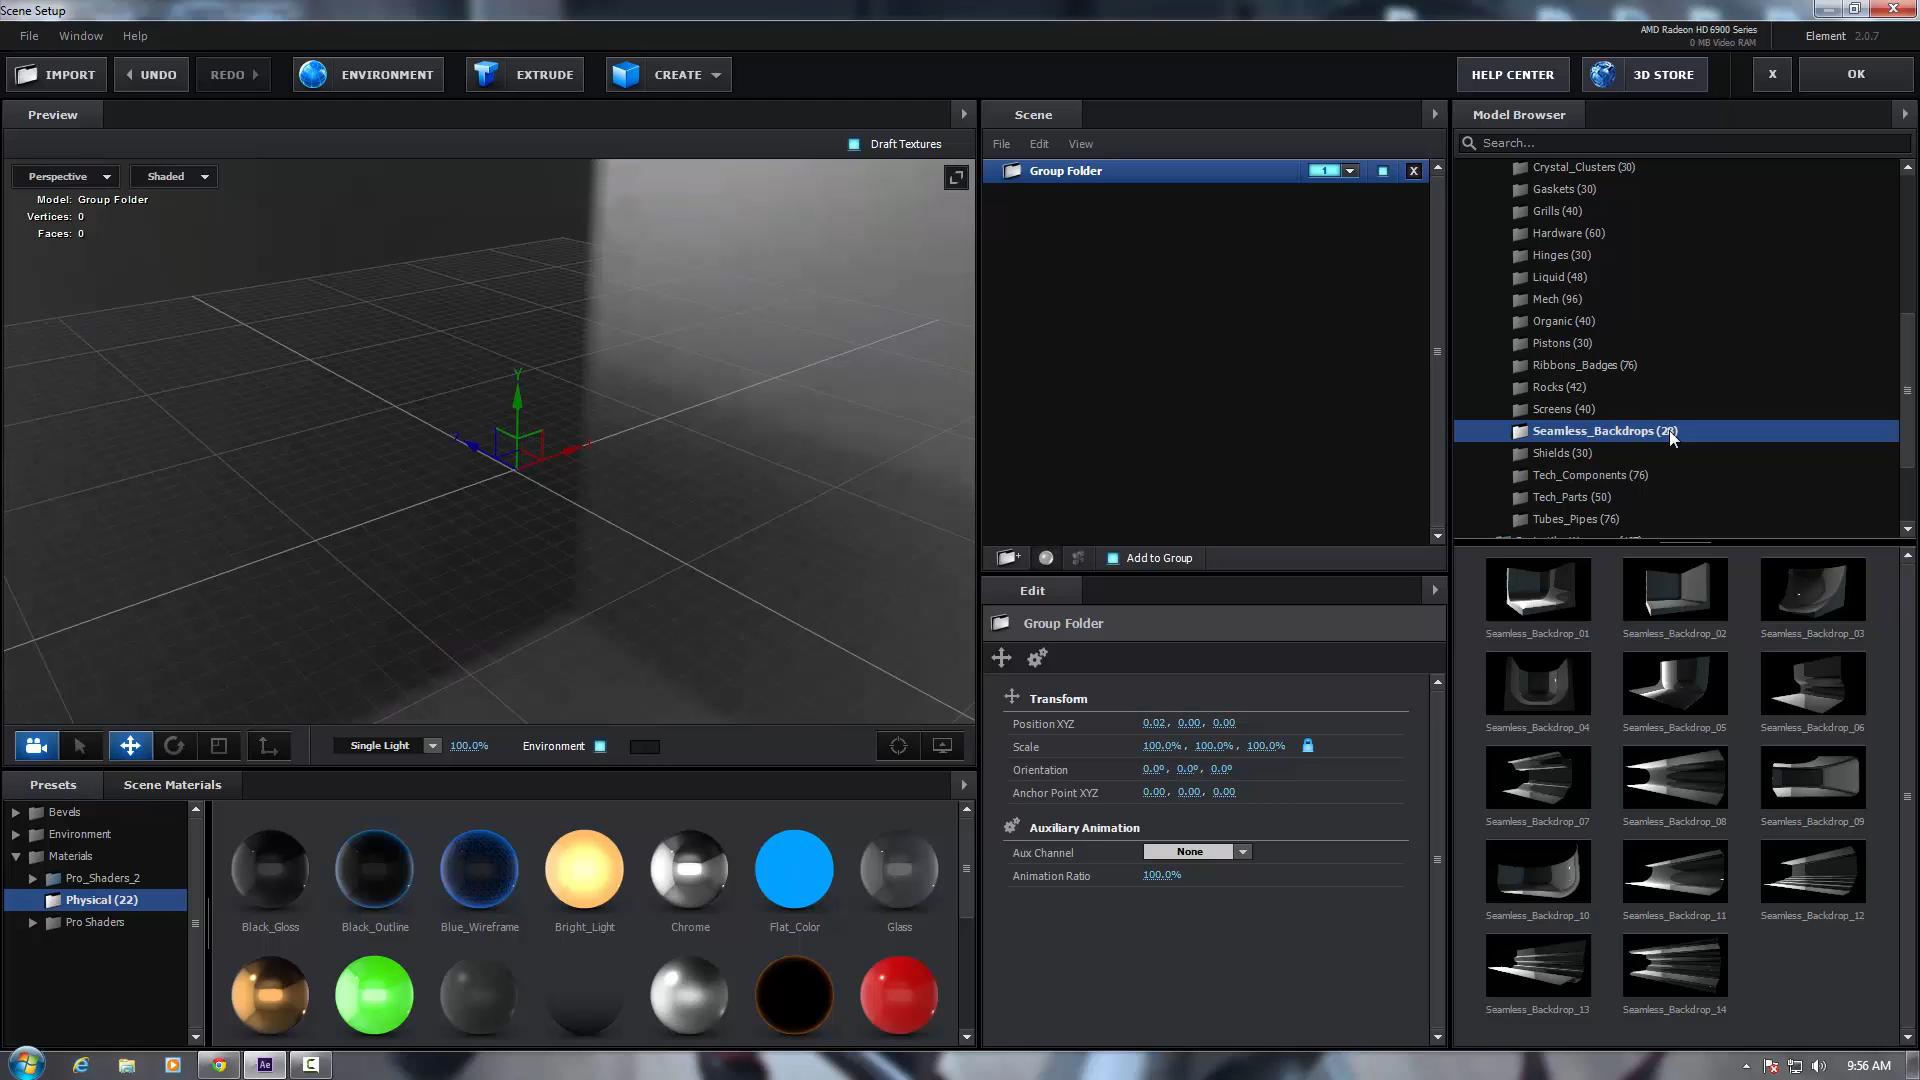 Scene Setup
File Window Help
AMD Radeon HD 6900 Series
0 MB Video RAM
Element 2.0.7
IMPORT UNDO REDO ENVIRONMENT EXTRUDE CREATE HELP CENTER 3D STORE X OK
Preview
Draft Textures
Perspective Shaded
Model: Group Folder
Vertices: 0
Faces: 0
Y
Single Light 100.0% Environment
Presets Scene Materials
Bevels
Environment
Materials
Pro_Shaders_2
Physical (22)
Pro Shaders
Black_Gloss Black_Outline Blue_Wireframe Bright_Light Chrome Flat_Color Glass
Scene
File Edit View
Group Folder 1 X
Add to Group
Edit
Group Folder
Transform
Position XYZ 0.02, 0.00, 0.00
Scale 100.0%, 100.0%, 100.0%
Orientation 0.0º, 0.0º, 0.0º
Anchor Point XYZ 0.00, 0.00, 0.00
Auxiliary Animation
Aux Channel None
Animation Ratio 100.0%
Model Browser
Search...
Crystal_Clusters (30)
Gaskets (30)
Grills (40)
Hardware (60)
Hinges (30)
Liquid (48)
Mech (96)
Organic (40)
Pistons (30)
Ribbons_Badges (76)
Rocks (42)
Screens (40)
Seamless_Backdrops
Shields (30)
Tech_Components (76)
Tech_Parts (50)
Tubes_Pipes (76)
Seamless_Backdrop_01 Seamless_Backdrop_02 Seamless_Backdrop_03
Seamless_Backdrop_04 Seamless_Backdrop_05 Seamless_Backdrop_06
Seamless_Backdrop_07 Seamless_Backdrop_08 Seamless_Backdrop_09
Seamless_Backdrop_10 Seamless_Backdrop_11 Seamless_Backdrop_12
Seamless_Backdrop_13 Seamless_Backdrop_14
Ae
9:56 AM